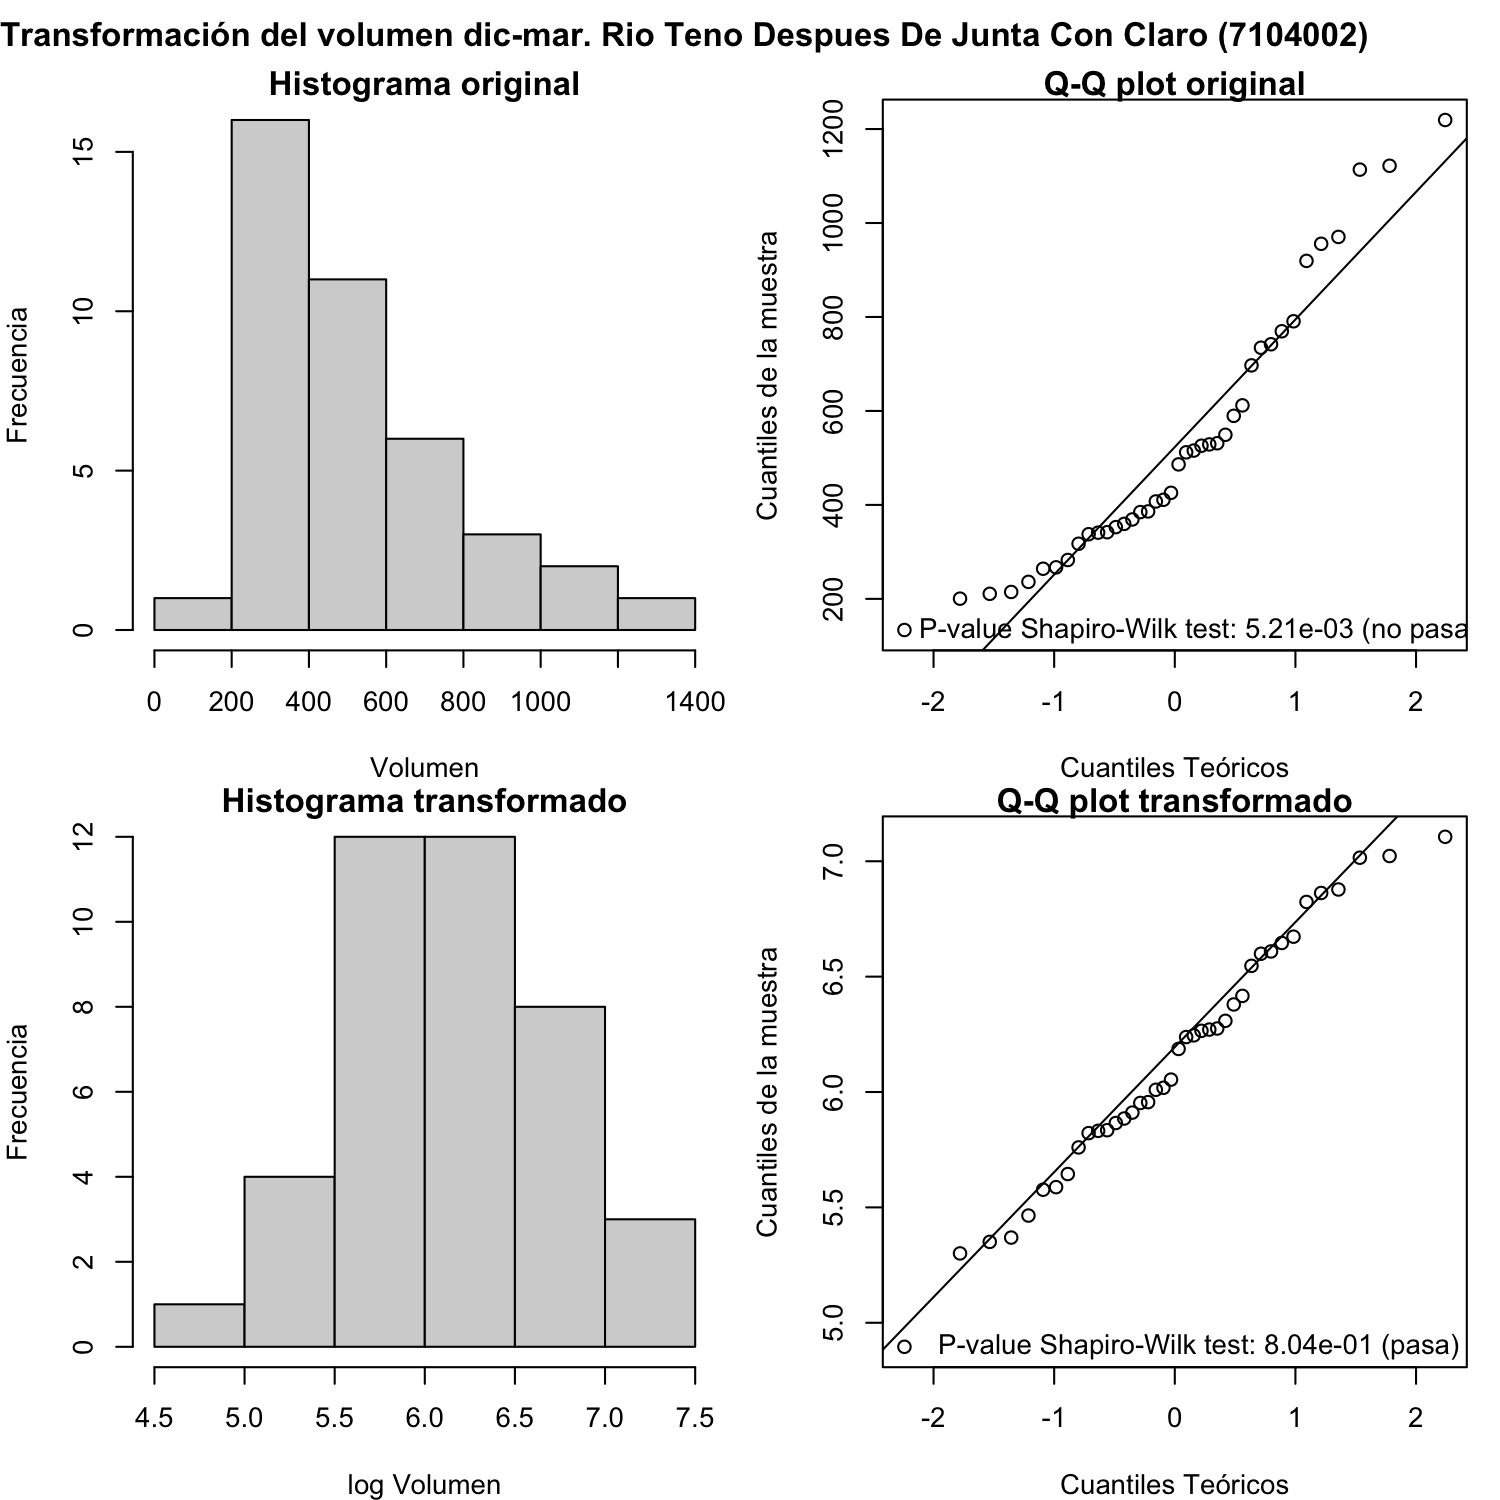 Transformación del volumen dic-mar. Rio Teno Despues De Junta Con Claro (7104002)
Histograma original
Frecuencia
15
10
5
0
0 200 400 600 800 1000 1400
Volumen
Q-Q plot original
Cuantiles de la muestra
1200
1000
800
600
400
200
P-value Shapiro-Wilk test: 5.21e-03 (no pasa
-2 -1 0 1 2
Cuantiles Teóricos
Histograma transformado
Frecuencia
12
10
8
6
4
2
0
4.5 5.0 5.5 6.0 6.5 7.0 7.5
log Volumen
Q-Q plot transformado
Cuantiles de la muestra
7.0
6.5
6.0
5.5
5.0
P-value Shapiro-Wilk test: 8.04e-01 (pasa)
-2 -1 0 1 2
Cuantiles Teóricos